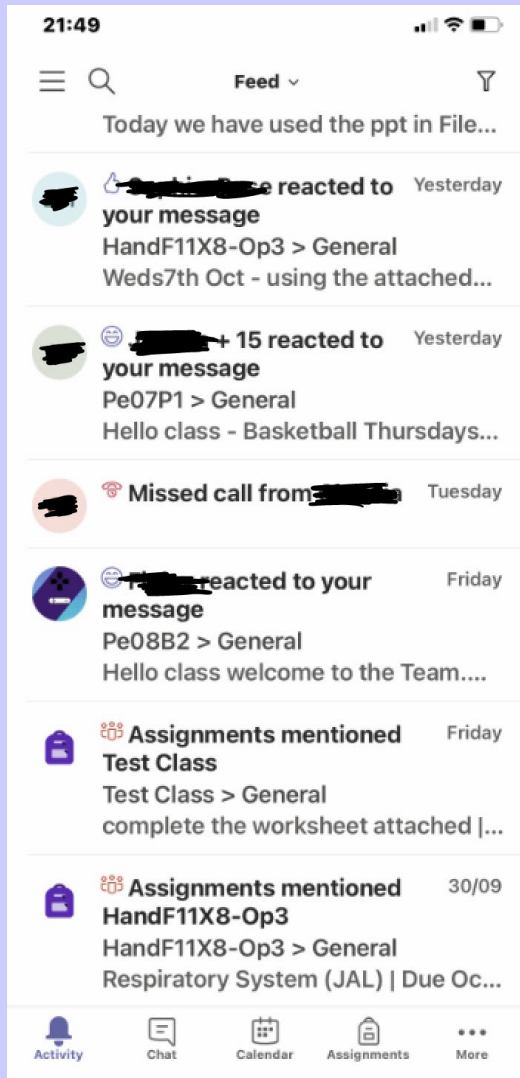 21:49
Feed
Today we have used the ppt in File...
reacted to Yesterday
your message
HandF11X8-Op3 > General
Weds7th Oct - using the attached...
+ 15 reacted to Yesterday
your message
Pe07P1 > General
Hello class - Basketball Thursdays...
Missed call from Tuesday
reacted to your Friday
message
Pe08B2 > General
Hello class welcome to the Team....
Assignments mentioned Friday
Test Class
Test Class > General
complete the worksheet attached |...
Assignments mentioned 30/09
HandF11X8-Op3
HandF11X8-Op3 > General
Respiratory System (JAL) | Due Oc...
Activity Chat Calendar Assignments More